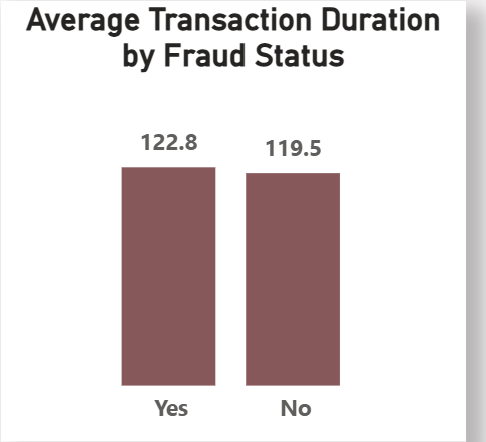 Average Transaction Duration
by Fraud Status
122.8
119.5
Yes
No